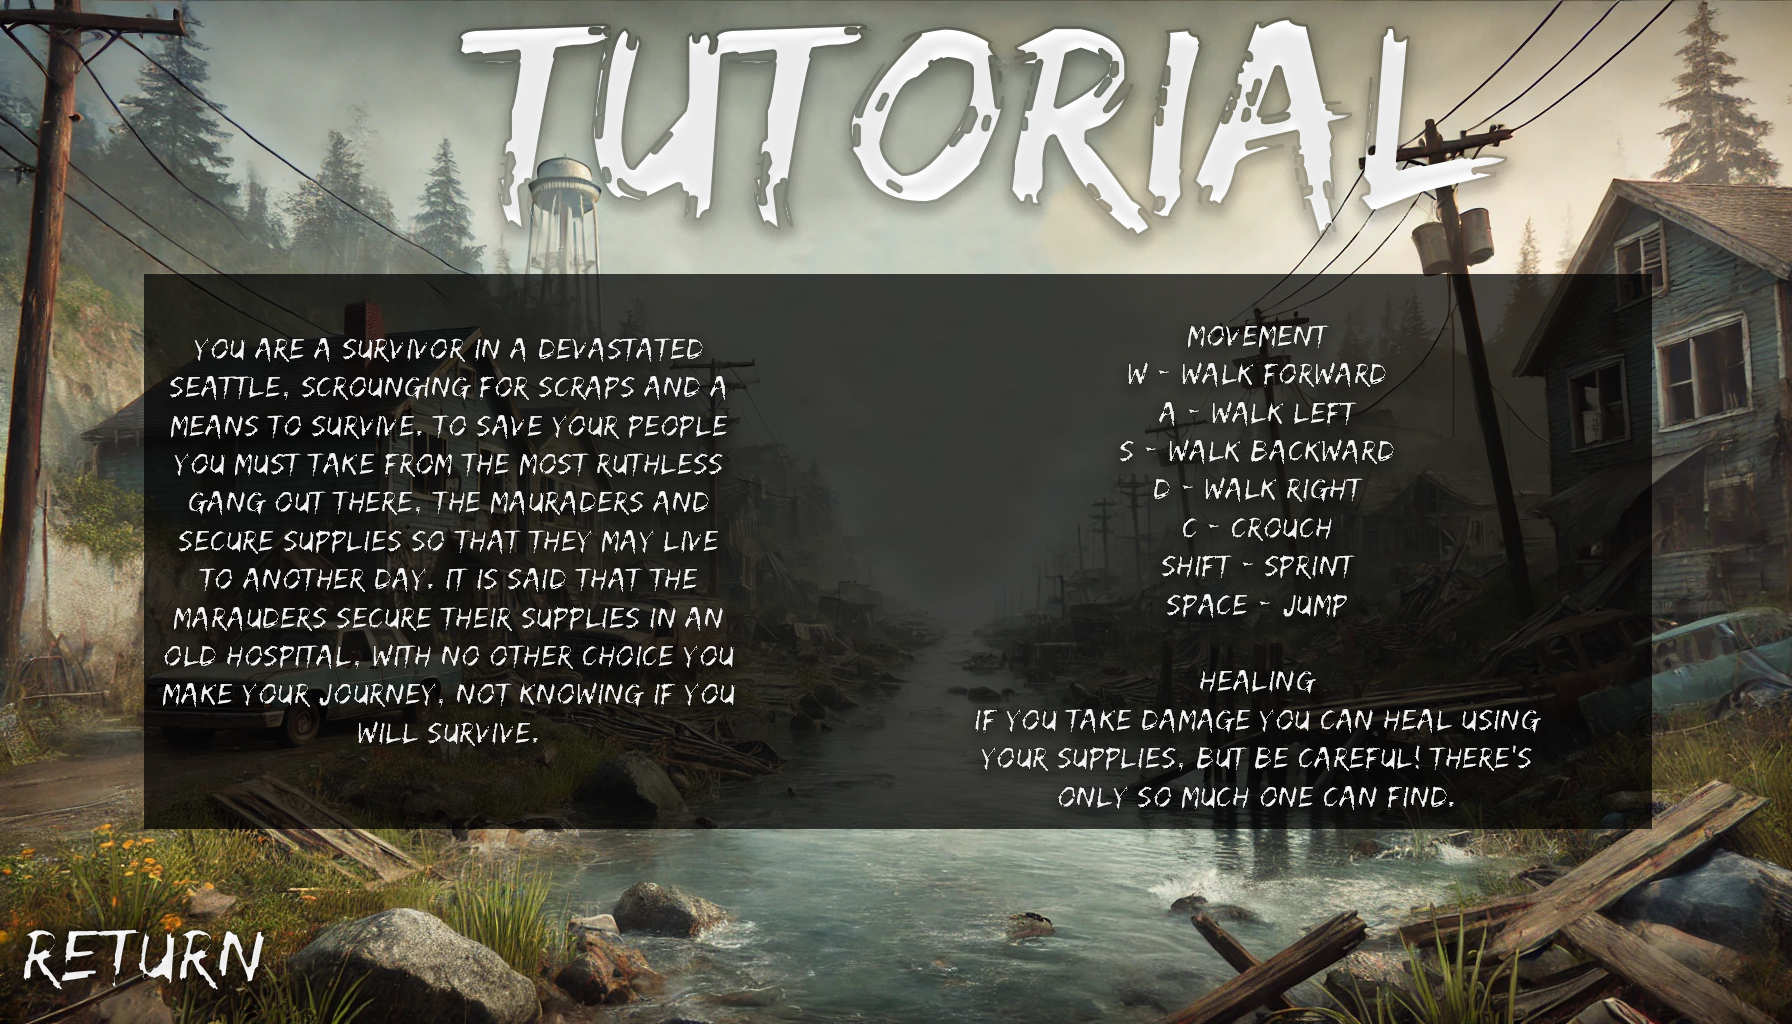 TUTORIAL
YOU ARE A SURVIVOR IN A DEVASTATED
SEATTLE, SCROUNGING FOR SCRAPS AND A
MEANS TO SURVIVE. TO SAVE YOUR PEOPLE
YOU MUST TAKE FROM THE MOST RUTHLESS
GANG OUT THERE, THE MAURADERS AND
SECURE SUPPLIES SO THAT THEY MAY LIVE
TO ANOTHER DAY. IT IS SAID THAT THE
MARAUDERS SECURE THEIR SUPPLIES IN AN
OLD HOSPITAL, WITH NO OTHER CHOICE YOU
MAKE YOUR JOURNEY, NOT KNOWING IF YOU
WILL SURVIVE.
MOVEMENT
W - WALK FORWARD
A - WALK LEFT
S - WALK BACKWARD
D - WALK RIGHT
C - CROUCH
SHIFT - SPRINT
SPACE - JUMP
HEALING
IF YOU TAKE DAMAGE YOU CAN HEAL USING
YOUR SUPPLIES, BUT BE CAREFUL! THERE'S
ONLY SO MUCH ONE CAN FIND.
RETURN